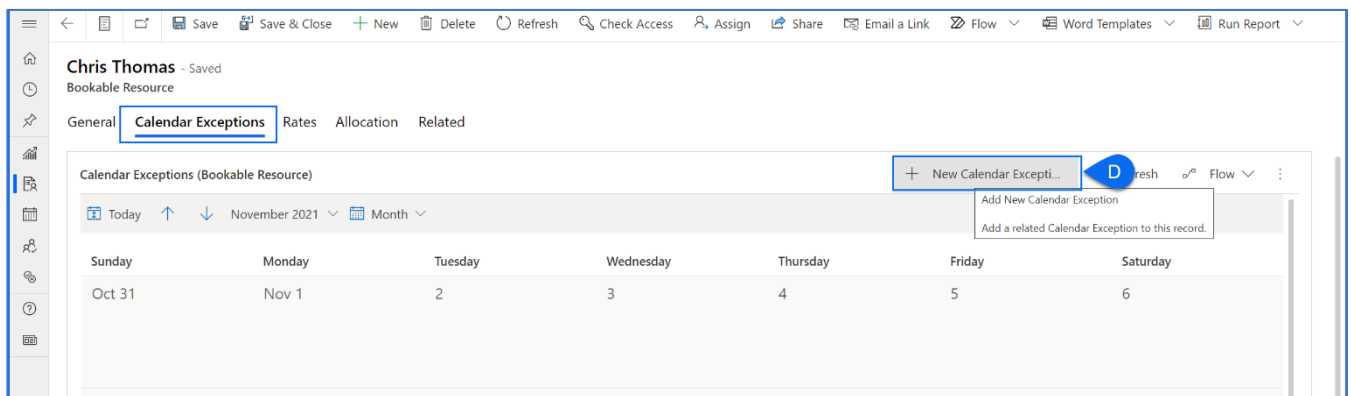 Save Save & Close New Delete Refresh Check Access Assign Share Email a Link Flow Word Templates Run Report
Chris Thomas - Saved
Bookable Resource
General Calendar Exceptions Rates Allocation Related
Calendar Exceptions (Bookable Resource) New Calendar Excepti... D resh Flow
Add New Calendar Exception
Today November 2021 Month
Add a related Calendar Exception to this record.
Sunday Monday Tuesday Wednesday Thursday Friday Saturday
Oct 31 Nov 1 2 3 4 5 6